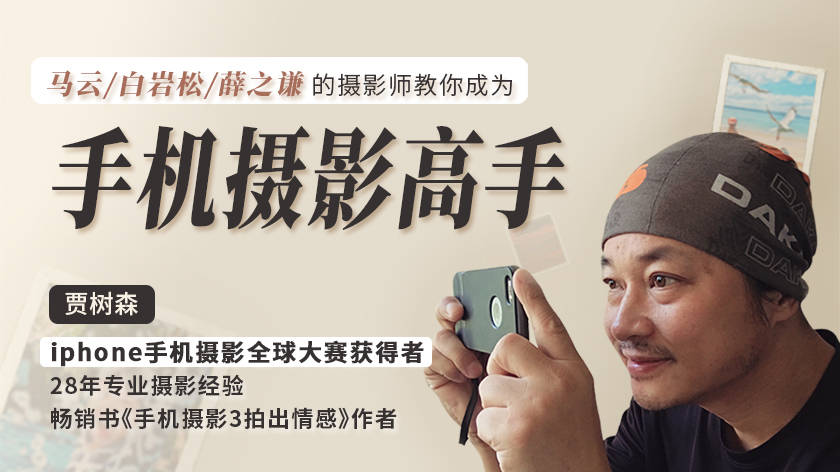 马云/白岩松/薛之谦 的摄影师教你成为
手机摄影高手
贾树森
iphone手机摄影全球大赛获得者
28年专业摄影经验
畅销书《手机摄影3拍出情感》作者
DAK
DAK